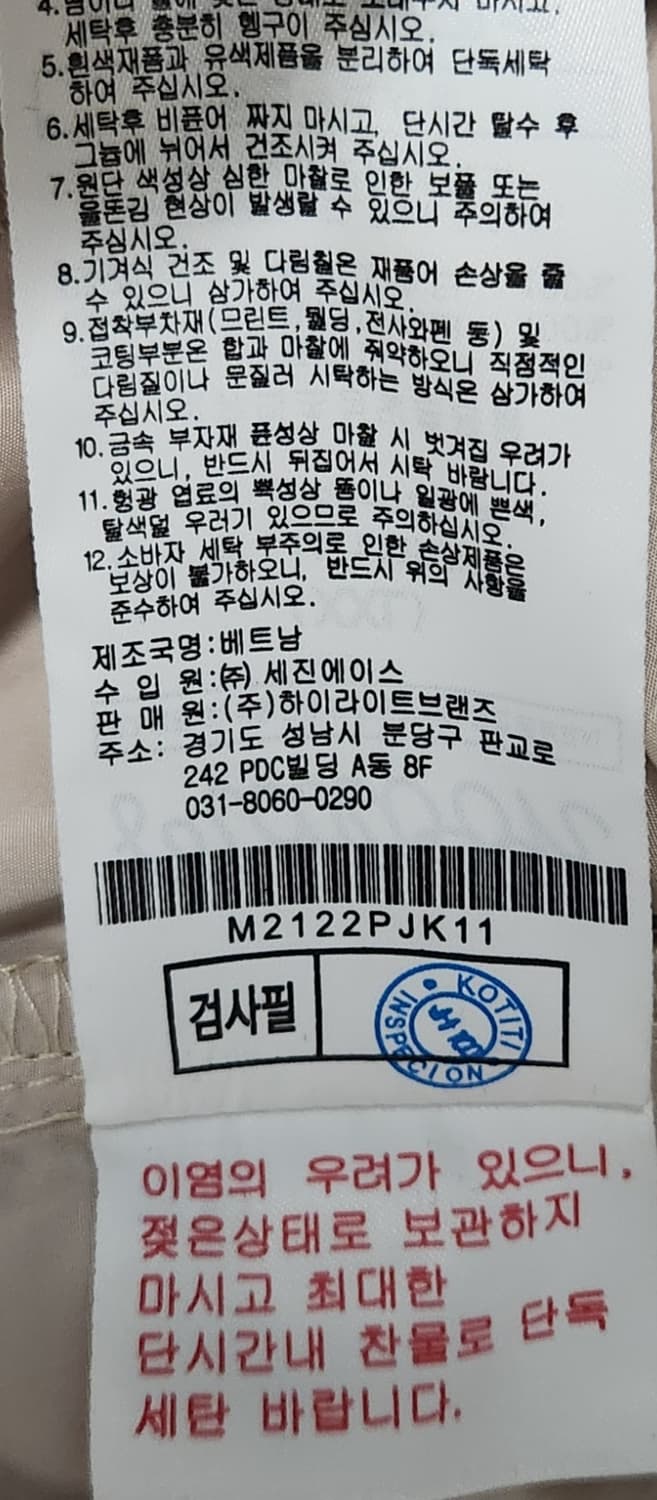 세탁후 충분히 헹구어 주십시오.
5.흰색재품과 유색제품을 분리하여 단독세탁
하여 주십시오.
6.세탁후 비튼어 짜지 마시고, 단시간 탈수 후
그늘에 뉘어서 건조시켜 주십시오.
7.원단 색성상 심한 마찰로 인한 보풀 또는
올뜯김 현상이 발생할 수 있으니 주의하여
주십시오.
8.기겨식 건조 및 다림질은 재품어 손상을 줄
수 있으니 삼가하여 주십시오.
9.접착부차재(프린트,웰딩,전사와펜 등) 및
코팅부분은 합과 마찰에 취약하오니 직접적인
다림질이나 문질러 시탁하는 방식은 삼가하여
주십시오.
10.금속 부자재 특성상 마찰 시 벗겨집 우려가
있으니, 반드시 뒤집어서 시탁 바랍니다.
11.형광 염료의 특성상 땀이나 일광에 변색,
탈색될 우러기 있으므로 주의하십시오.
12.소바자 세탁 부주의로 인한 손상제품은
보상이 불가하오니, 반드시 위의 사항을
준수하여 주십시오.
제조국명:베트남
수 입 원:㈜ 세진에이스
판 매 원:(주)하이라이트브랜즈
주소: 경기도 성남시 분당구 판교로
242 PDC빌딩 A동 8F
031-8060-0290
M2122PJK11
검사필
KOTITI
INSPECTION
이염의 우려가 있으니,
젖은상태로 보관하지
마시고 최대한
단시간내 찬물로 단독
세탁 바랍니다.